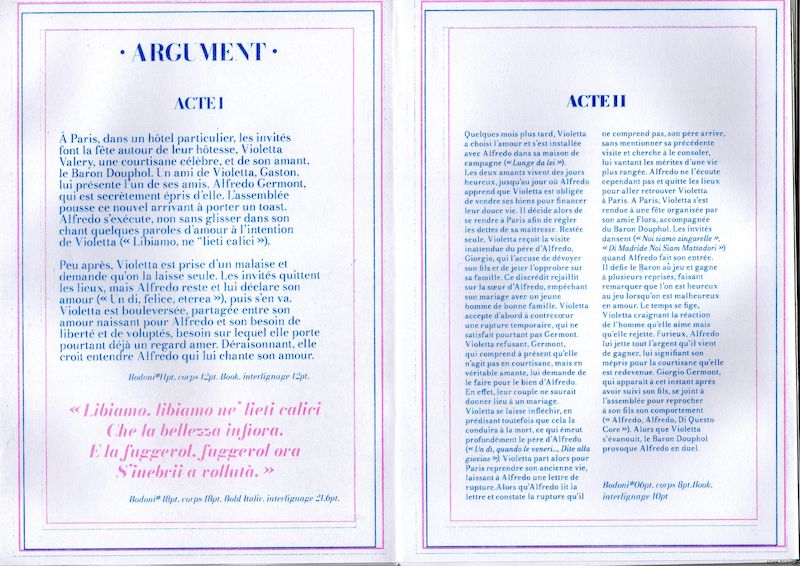 • ARGUMENT •
ACTE I
À Paris, dans un hôtel particulier, les invités
font la fête autour de leur hôtesse, Violetta
Valery, une courtisane célèbre, et de son amant,
le Baron Douphol. Un ami de Violetta, Gaston,
lui présente l'un de ses amis, Alfredo Germont,
qui est secrètement épris d'elle. L'assemblée
pousse ce nouvel arrivant à porter un toast.
Alfredo s'exécute, non sans glisser dans son
chant quelques paroles d'amour à l'intention
de Violetta (« Libiamo, ne "lieti calici »).
Peu après, Violetta est prise d'un malaise et
demande qu'on la laisse seule. Les invités quittent
les lieux, mais Alfredo reste et lui déclare son
amour (« Un dì, felice, eterea »), puis s'en va.
Violetta est bouleversée, partagée entre son
amour naissant pour Alfredo et son besoin de
liberté et de voluptés, besoin sur lequel elle porte
pourtant déjà un regard amer. Déraisonnant, elle
croit entendre Alfredo qui lui chante son amour.
Bodoni* 11pt. corps 12pt. Book. interlignage 12pt.
« Libiamo, libiamo ne' lieti calici
Che la bellezza infiora.
E la fuggevol, fuggevol ora
S'inebrii a voluttà. »
Bodoni* 18pt. corps 18pt. Bold Italic. interlignage 21.6pt.
ACTE II
Quelques mois plus tard, Violetta
a choisi l'amour et s'est installée
avec Alfredo dans sa maison de
campagne (« Lunge da lei »).
Les deux amants vivent des jours
heureux, jusqu'au jour où Alfredo
apprend que Violetta est obligée
de vendre ses biens pour financer
leur douce vie. Il décide alors de
se rendre à Paris afin de régler
les dettes de sa maîtresse. Restée
seule, Violetta reçoit la visite
inattendue du père d'Alfredo,
Giorgio, qui l'accuse de dévoyer
son fils et de jeter l'opprobre sur
sa famille. Ce discrédit rejaillit
sur la sœur d'Alfredo, empêchant
son mariage avec un jeune
homme de bonne famille. Violetta
accepte d'abord à contrecœur
une rupture temporaire, ce qui ne
satisfait pourtant pas Germont.
Violetta refusant, Germont,
qui comprend à présent qu'elle
n'agit pas en courtisane, mais en
véritable amante, lui demande de
le faire pour le bien d'Alfredo.
En effet, leur couple ne saurait
donner lieu à un mariage.
Violetta se laisse infléchir, en
prédisant toutefois que cela la
conduira à la mort, ce qui émeut
profondément le père d'Alfredo
(« Un dì, quando le veneri... Dite alla
giovine »). Violetta part alors pour
Paris reprendre son ancienne vie,
laissant à Alfredo une lettre de
rupture.Alors qu'Alfred lit la
lettre et constate la rupture qu'il
ne comprend pas, son père arrive,
sans mentionner sa précédente
visite et cherche à le consoler,
lui vantant les mérites d'une vie
plus rangée. Alfredo ne l'écoute
cependant pas et quitte les lieux
pour aller retrouver Violetta
à Paris. A Paris, Violetta s'est
rendue à une fête organisée par
son amie Flora, accompagnée
du Baron Douphol. Les invités
dansent (« Noi siamo zingarelle »,
« Di Madride Noi Siam Mattadori »)
quand Alfredo fait son entrée.
Il défie le Baron au jeu et gagne
à plusieurs reprises, faisant
remarquer que l'on est heureux
au jeu lorsqu'on est malheureux
en amour. Le temps se fige,
Violetta craignant la réaction
de l'homme qu'elle aime mais
qu'elle rejette. Furieux, Alfredo
lui jette tout l'argent qu'il vient
de gagner, lui signifiant son
mépris pour la courtisane qu'elle
est redevenue. Giorgio Germont,
qui apparaît à cet instant après
avoir suivi son fils, se joint à
l'assemblée pour reprocher
à son fils son comportement
(« Alfredo, Alfredo, Di Questo
Core »). Alors que Violetta
s'évanouit, le Baron Douphol
provoque Alfredo en duel.
Bodoni*06pt. corps 8pt.Book.
interlignage 10pt